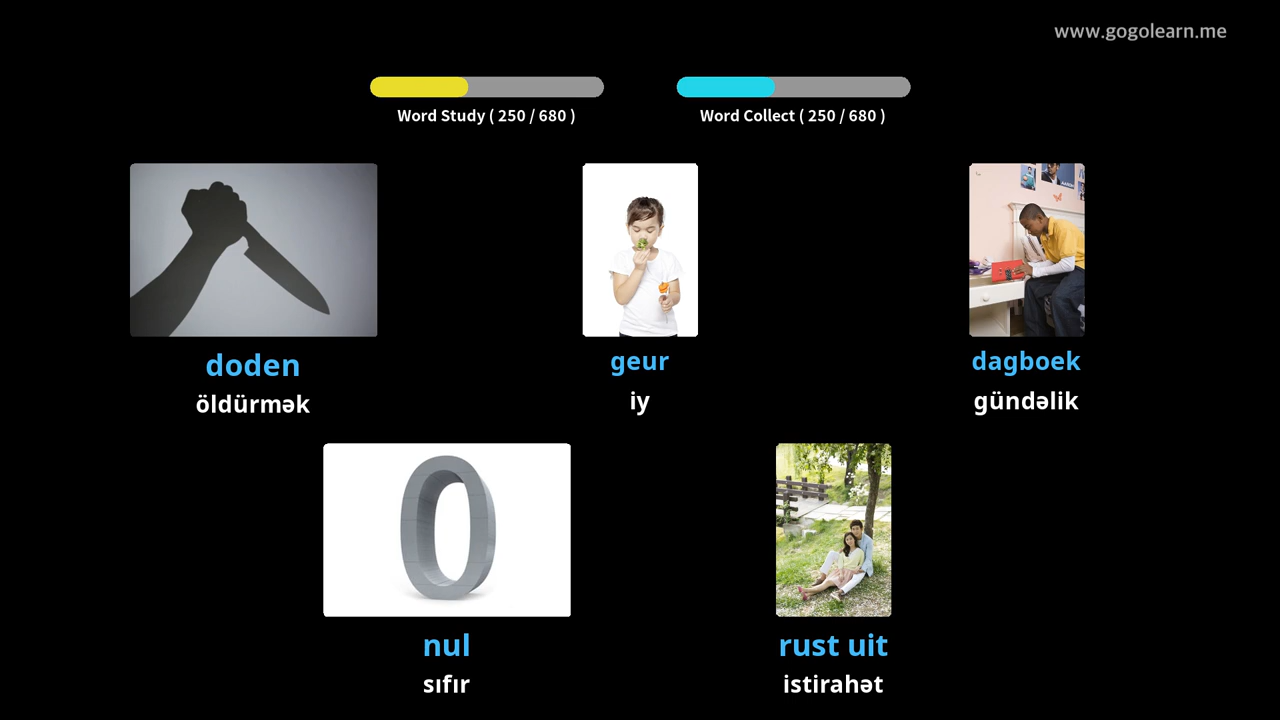 www.gogolearn.me
Word Study ( 250 / 680 )
Word Collect ( 250 / 680 )
doden
öldürmək
geur
iy
dagboek
gündəlik
0
nul
sıfır
rust uit
istirahət